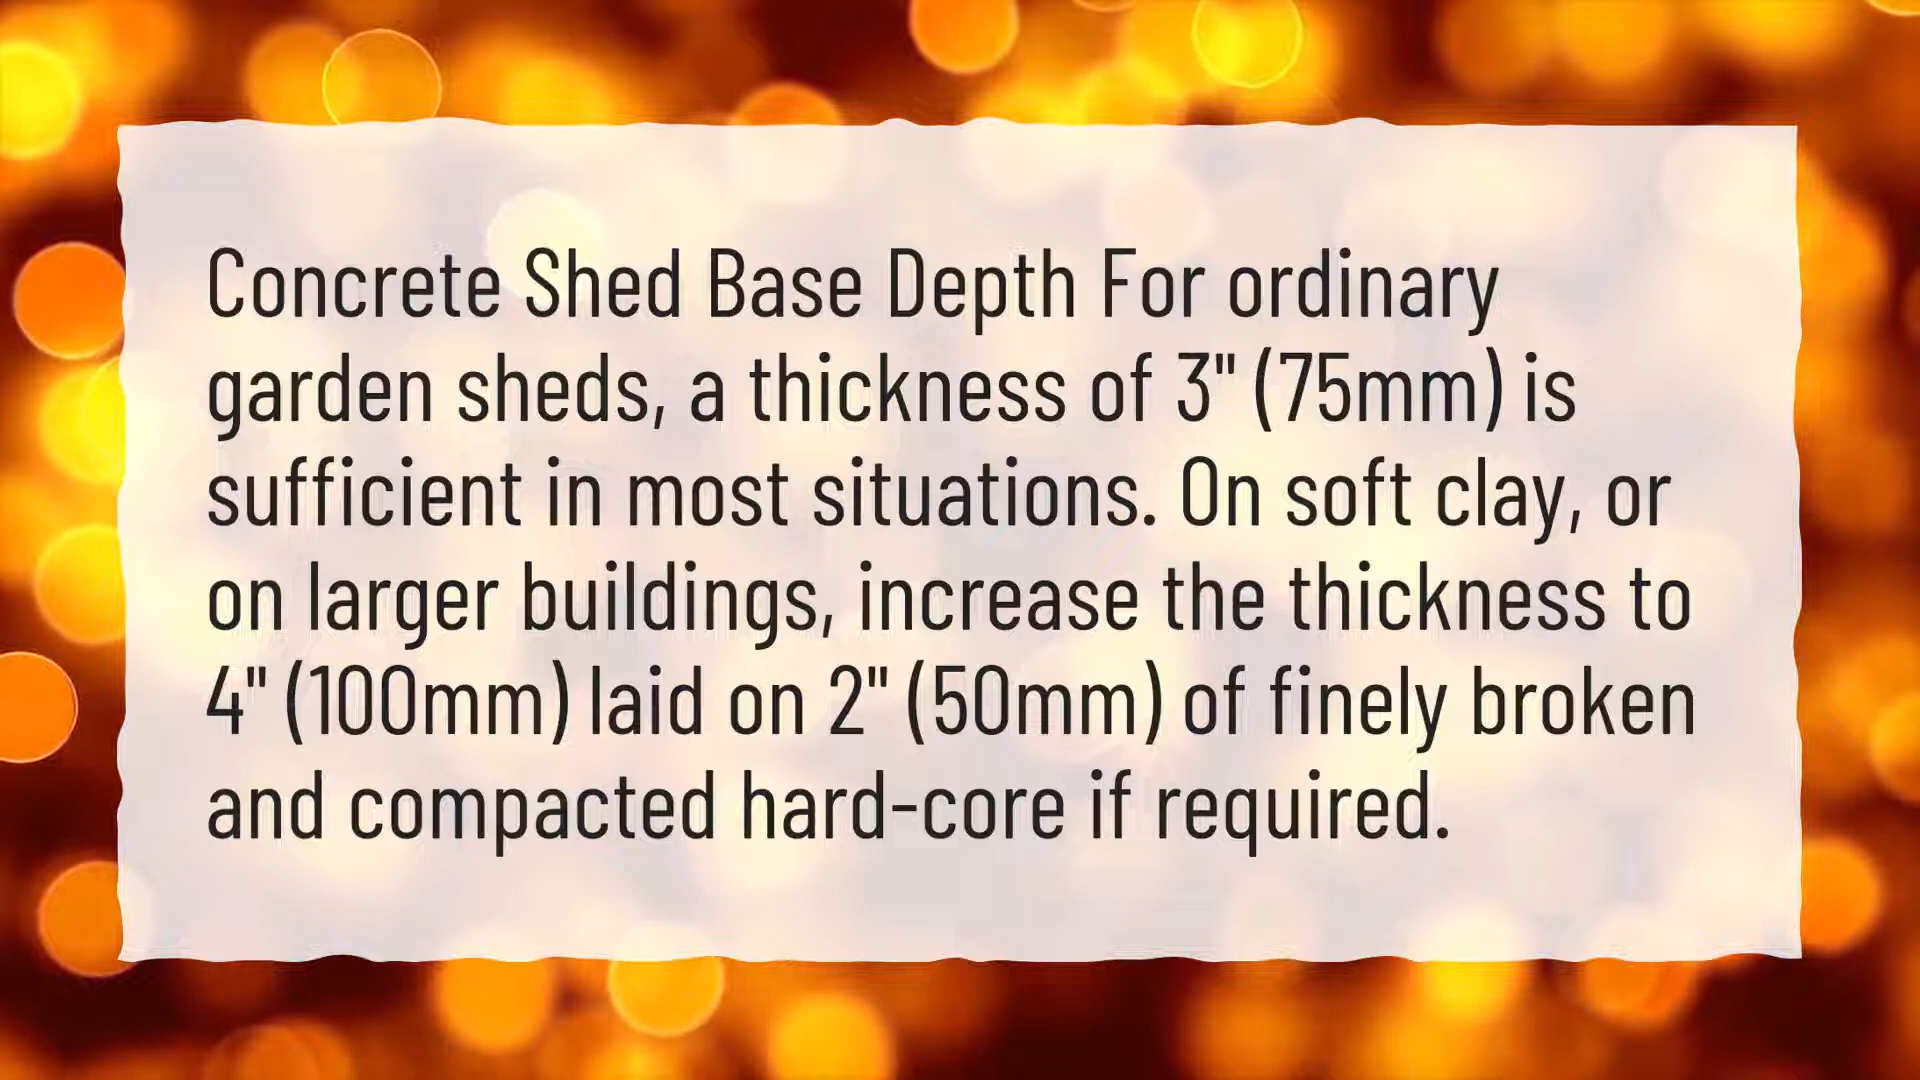 Concrete Shed Base Depth For ordinary
garden sheds, a thickness of 3" (75mm) is
sufficient in most situations. On soft clay, or
on larger buildings, increase the thickness to
4" (100mm) laid on 2" (50mm) of finely broken
and compacted hard-core if required.